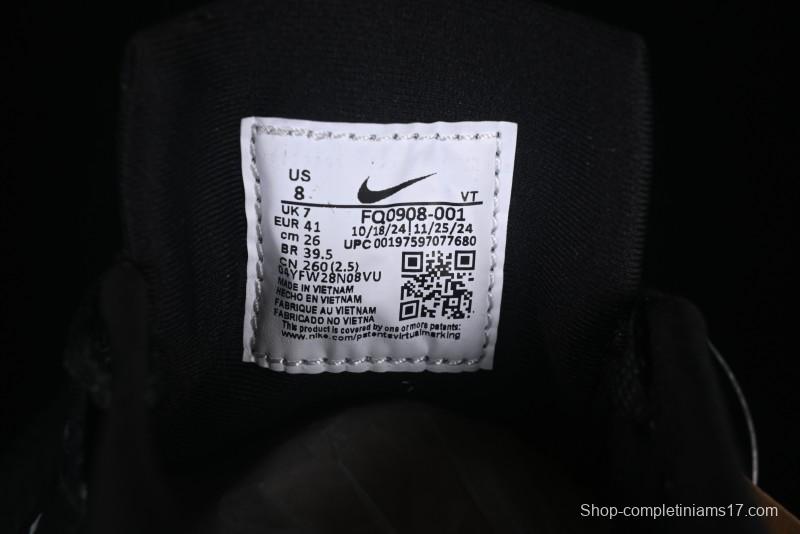 US
8
VT
UK 7
EUR 41
cm 26
BR 39.5
CN 260(2.5)
FQ0908-001
10/18/24 11/25/24
UPC 00197597077680
04YFW28N08VU
MADE IN VIETNAM
HECHO EN VIETNAM
FABRIQUE AU VIETNAM
FABRICADO NO VIETNA
This product is covered by one or more patents:
www.nike.com/patentsvirtualmarking
Shop-completiniams17.com